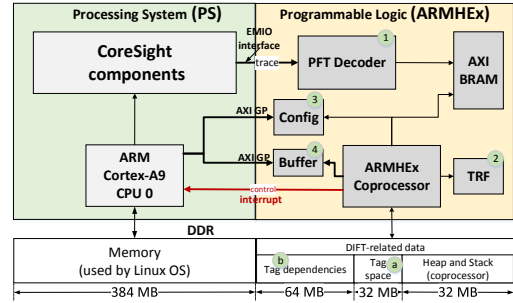 Processing System (PS)
Programmable Logic (ARMHEx)
CoreSight
components
EMIO
interface
trace
1
PFT Decoder
AXI
BRAM
AXI GP
3
Config
ARM
Cortex-A9
CPU 0
AXI GP
4
Buffer
ARMHEx
Coprocessor
2
TRF
control
interrupt
DDR
Memory
(used by Linux OS)
DIFT-related data
b
Tag dependencies
Tag
space
a
Heap and Stack
(coprocessor)
384 MB
64 MB
32 MB
32 MB